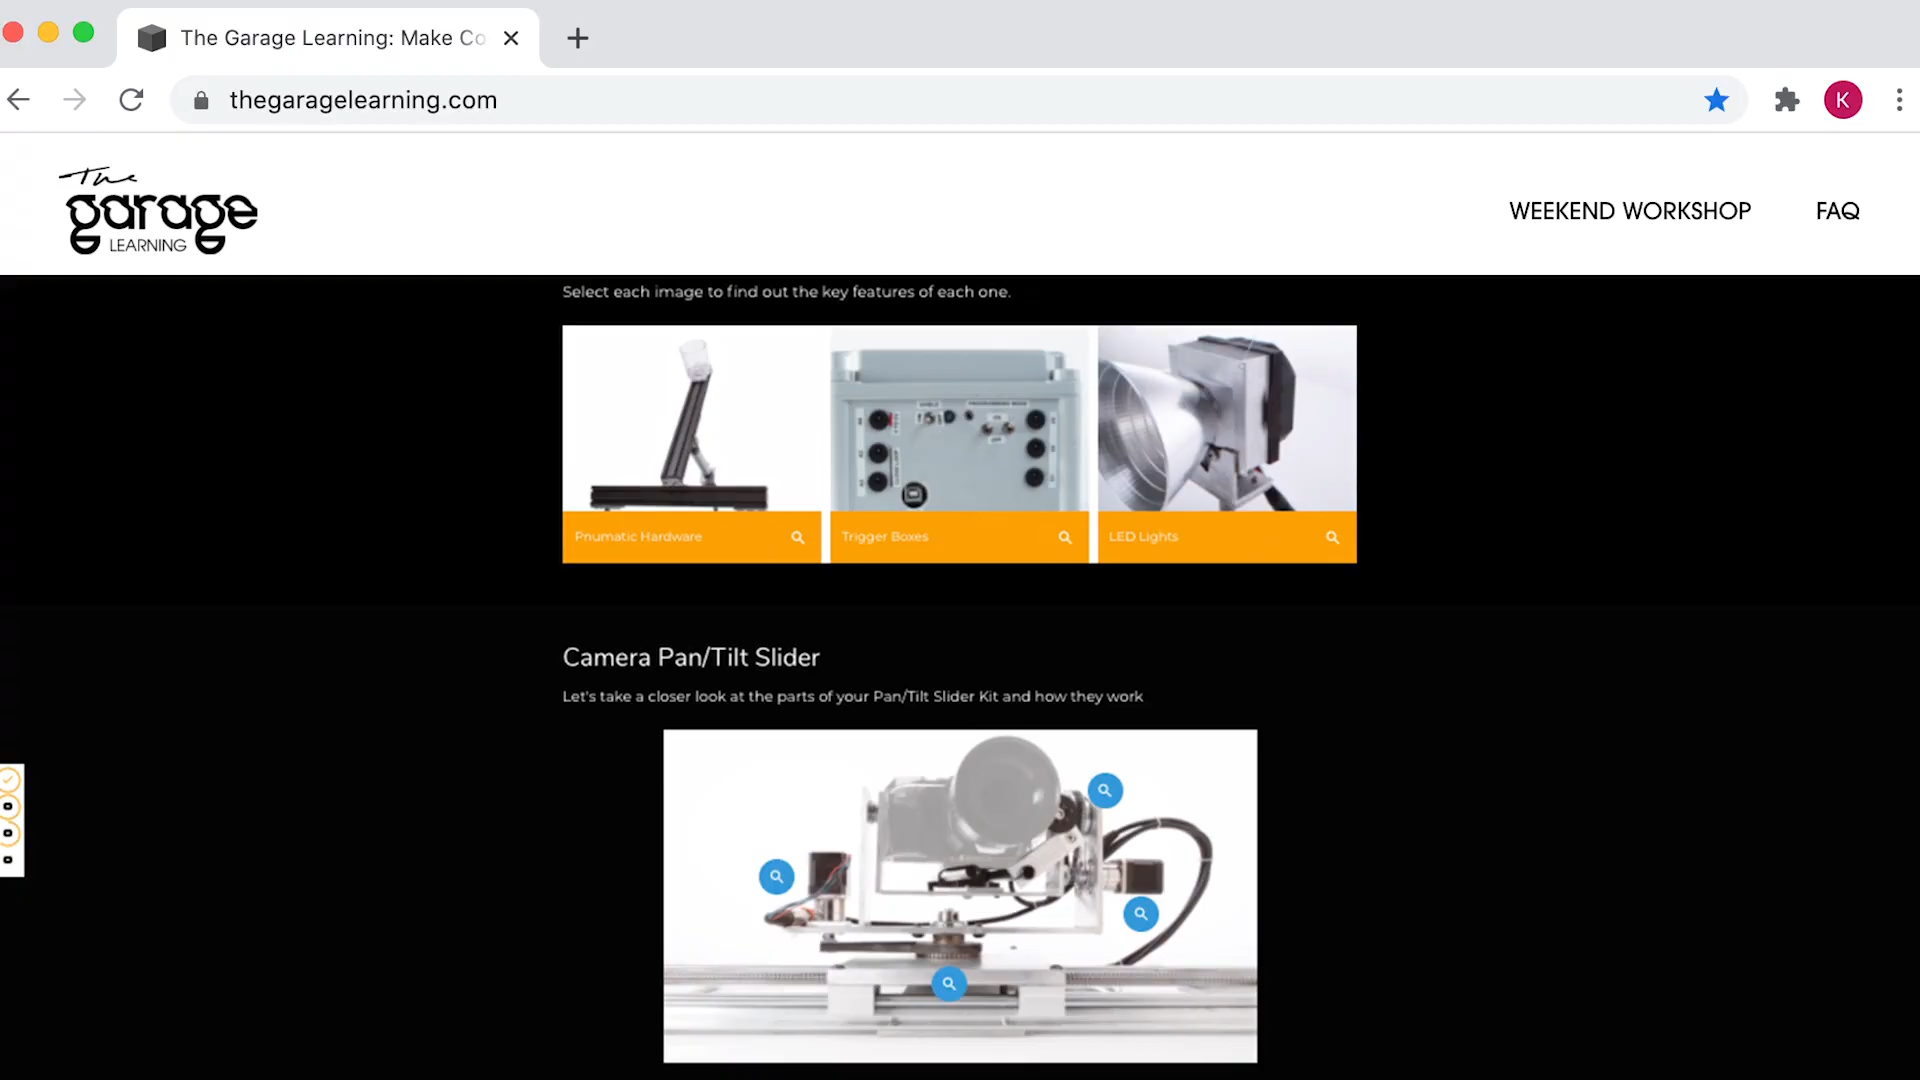 The Garage Learning: Make Co
thegaragelearning.com
K
The
garage
LEARNING
WEEKEND WORKSHOP
FAQ
Select each image to find out the key features of each one.
Pnumatic Hardware
Trigger Boxes
LED Lights
Camera Pan/Tilt Slider
Let's take a closer look at the parts of your Pan/Tilt Slider Kit and how they work